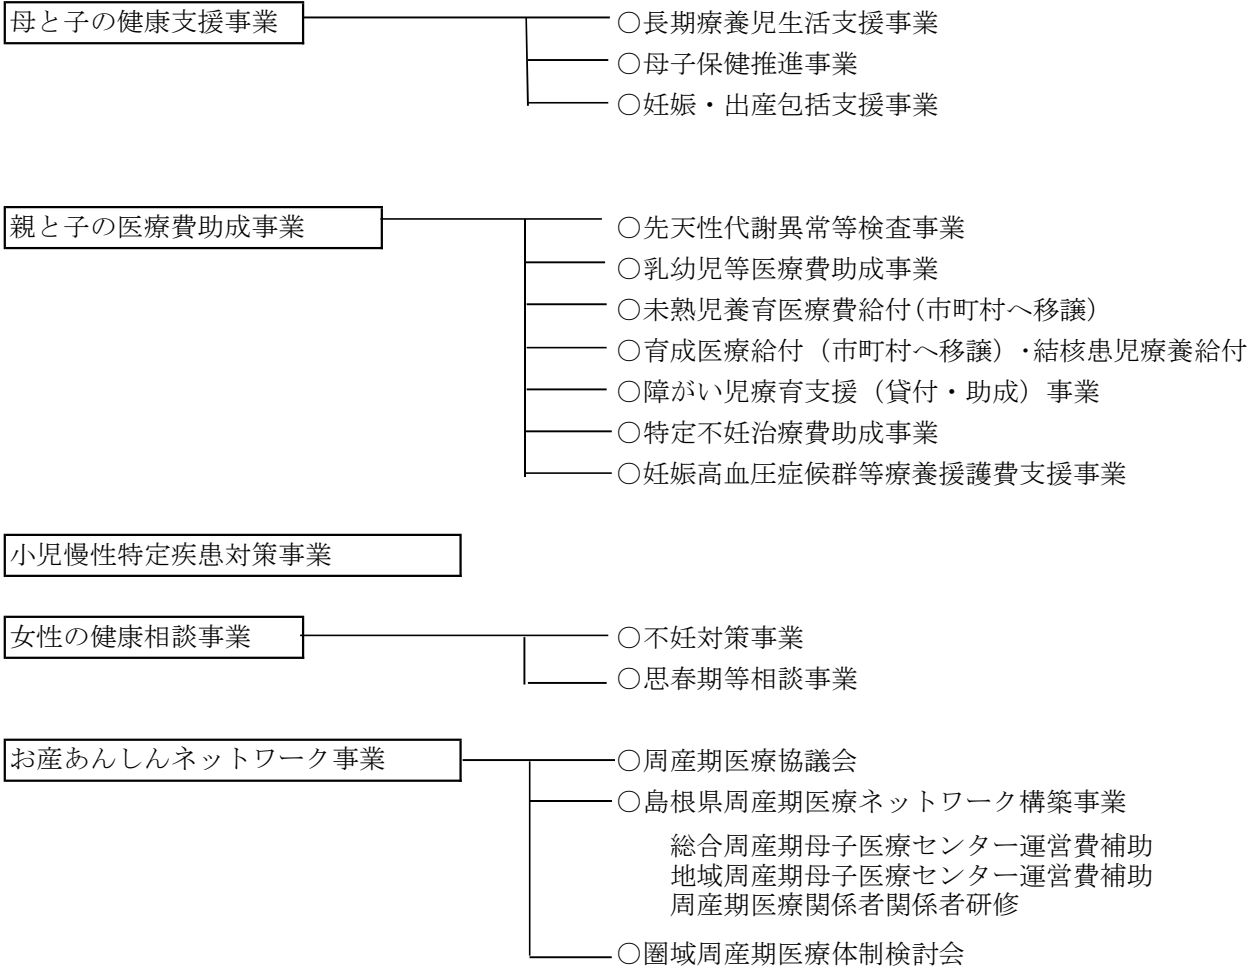 母と子の健康支援事業
○長期療養児生活支援事業
○母子保健推進事業
○妊娠・出産包括支援事業
親と子の医療費助成事業
○先天性代謝異常等検査事業
○乳幼児等医療費助成事業
○未熟児養育医療費給付(市町村へ移譲)
○育成医療給付（市町村へ移譲）・結核患児療養給付
○障がい児療育支援（貸付・助成）事業
○特定不妊治療費助成事業
○妊娠高血圧症候群等療養援護費支援事業
小児慢性特定疾患対策事業
女性の健康相談事業
○不妊対策事業
○思春期等相談事業
お産あんしんネットワーク事業
○周産期医療協議会
○島根県周産期医療ネットワーク構築事業
総合周産期母子医療センター運営費補助
地域周産期母子医療センター運営費補助
周産期医療関係者関係者研修
○圏域周産期医療体制検討会